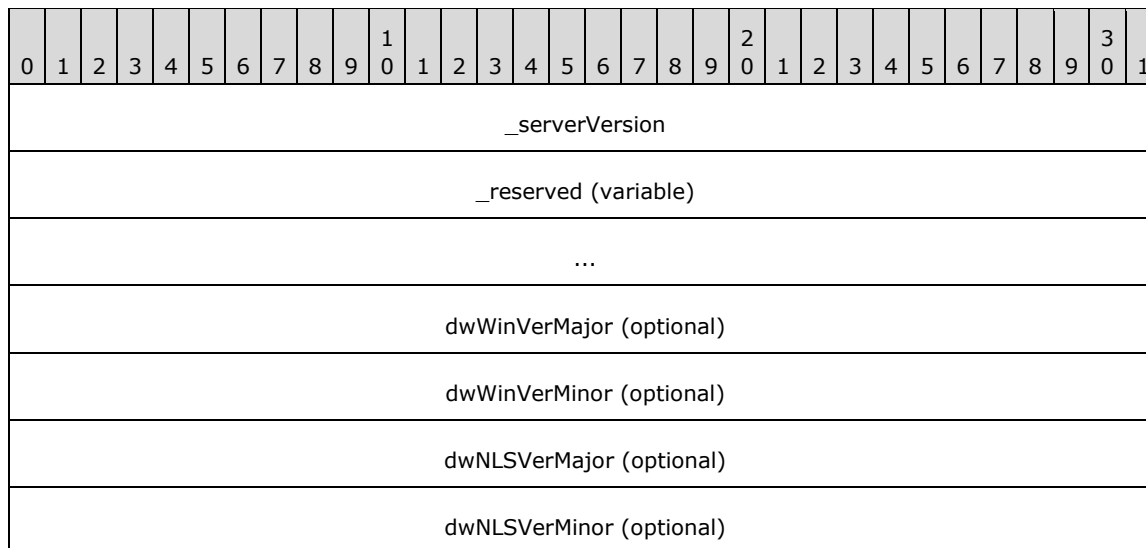 1 2 3
0 1 2 3 4 5 6 7 8 9 0 1 2 3 4 5 6 7 8 9 0 1 2 3 4 5 6 7 8 9 0 1
_serverVersion
_reserved (variable)
...
dwWinVerMajor (optional)
dwWinVerMinor (optional)
dwNLSVerMajor (optional)
dwNLSVerMinor (optional)